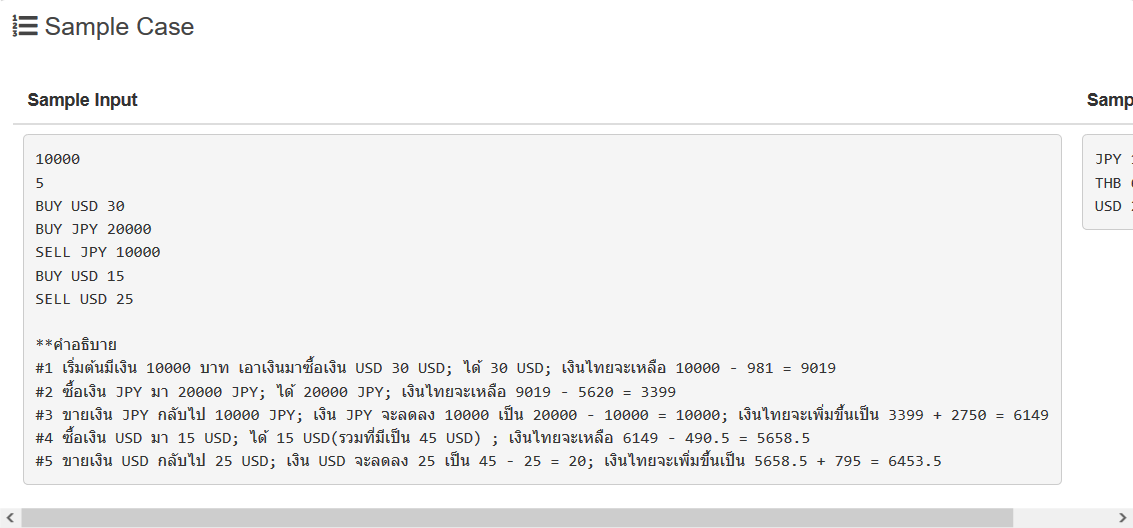 Sample Case
Sample Input
10000
5
BUY USD 30
BUY JPY 20000
SELL JPY 10000
BUY USD 15
SELL USD 25
**คำอธิบาย
#1 เริ่มต้นมีเงิน 10000 บาท เอาเงินมาซื้อเงิน USD 30 USD; ได้ 30 USD; เงินไทยจะเหลือ 10000 - 981 = 9019
#2 ซื้อเงิน JPY มา 20000 JPY; ได้ 20000 JPY; เงินไทยจะเหลือ 9019 - 5620 = 3399
#3 ขายเงิน JPY กลับไป 10000 JPY; เงิน JPY จะลดลง 10000 เป็น 20000 - 10000 = 10000; เงินไทยจะเพิ่มขึ้นเป็น 3399 + 2750 = 6149
#4 ซื้อเงิน USD มา 15 USD; ได้ 15 USD(รวมที่มีเป็น 45 USD) ; เงินไทยจะเหลือ 6149 - 490.5 = 5658.5
#5 ขายเงิน USD กลับไป 25 USD; เงิน USD จะลดลง 25 เป็น 45 - 25 = 20; เงินไทยจะเพิ่มขึ้นเป็น 5658.5 + 795 = 6453.5
JPY
THB
USD